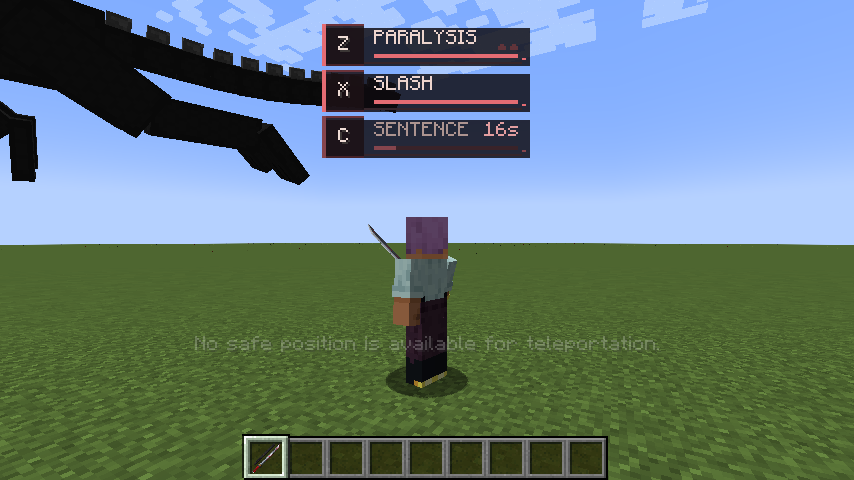 Z PARALYSIS
X SLASH
C SENTENCE 16s
No safe position is available for teleportation.